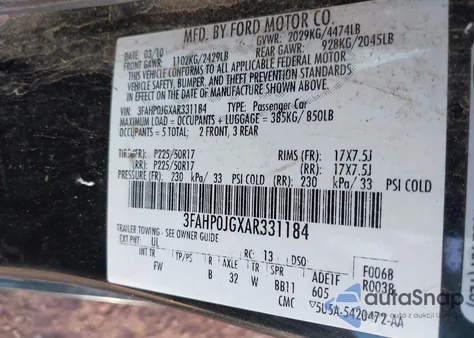 MFD. BY FORD MOTOR CO.
DATE: 03/10 GVWR: 2029KG/4474LB
FRONT GAWR: 1102KG/2429LB REAR GAWR: 928KG/2045LB
THIS VEHICLE CONFORMS TO ALL APPLICABLE FEDERAL MOTOR
VEHICLE SAFETY, BUMPER, AND THEFT PREVENTION STANDARDS
IN EFFECT ON THE DATE OF MANUFACTURE SHOWN ABOVE.
VIN: 3FAHP0JGXAR331184 TYPE: Passenger Car
MAXIMUM LOAD = OCCUPANTS + LUGGAGE = 385KG/850LB
OCCUPANTS = 5 TOTAL; 2 FRONT, 3 REAR
TIRE (FR): P225/50R17 RIMS (FR): 17X7.5J
(RR): P225/50R17 (RR): 17X7.5J
PRESSURE (FR): 230 kPa/33 PSI COLD (RR): 230 kPa/33 PSI COLD
3FAHP0JGXAR331184
TRAILER TOWING - SEE OWNER GUIDE
EXT PNT: UL RC: 13 DSO: F0068
INT TR TP/PS R AXLE TR SPR ADE1F R003B
FW B 32 W BB11 605
CMC 5U5A-5420472-AA
autoSnap